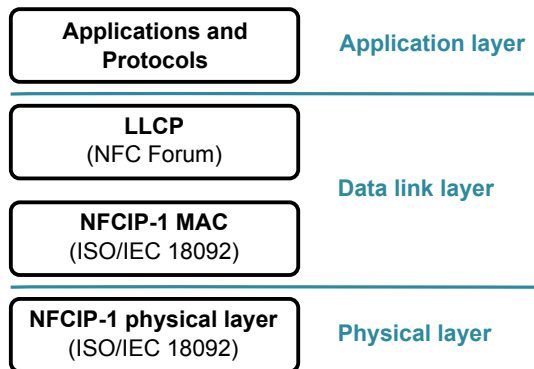 Applications and
Protocols
Application layer
LLCP
(NFC Forum)
Data link layer
NFCIP-1 MAC
(ISO/IEC 18092)
NFCIP-1 physical layer
(ISO/IEC 18092)
Physical layer